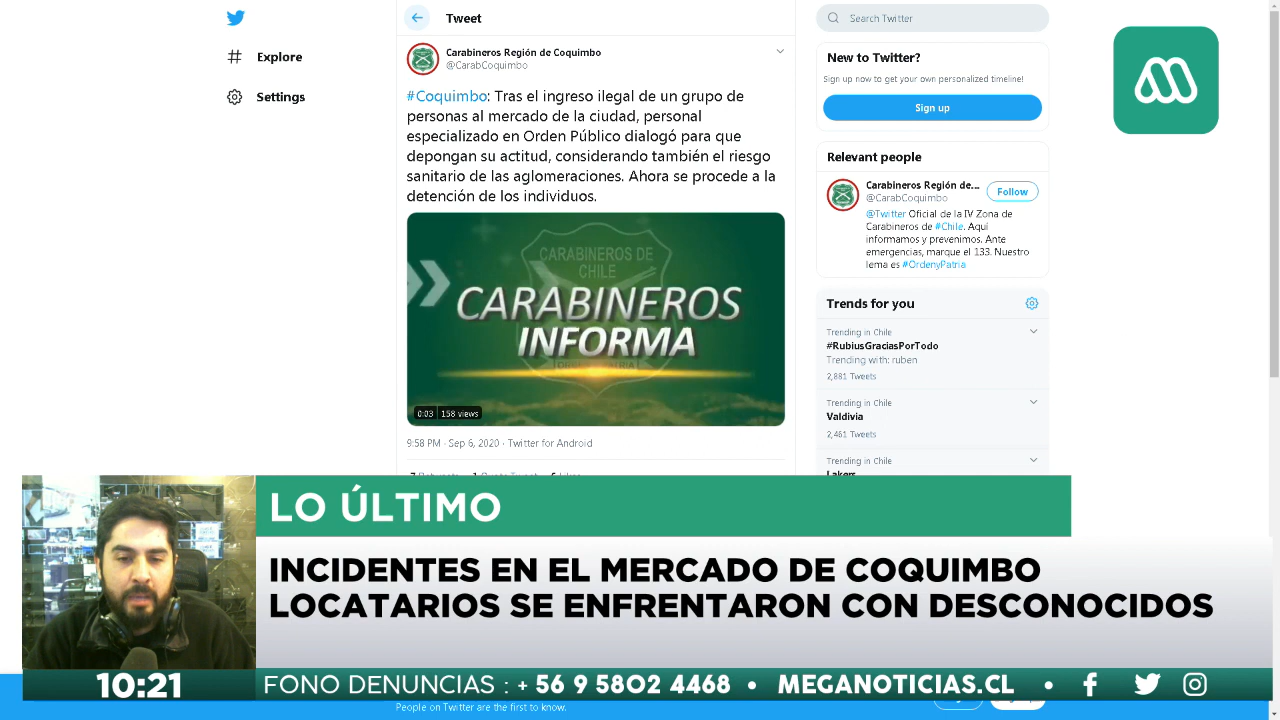 Explore
Settings
Tweet
Carabineros Región de Coquimbo
@CarabCoquimbo
#Coquimbo: Tras el ingreso ilegal de un grupo de
personas al mercado de la ciudad, personal
especializado en Orden Público dialogó para que
depongan su actitud, considerando también el riesgo
sanitario de las aglomeraciones. Ahora se procede a la
detención de los individuos.
CARABINEROS DE
CHILE
CARABINEROS
INFORMA
0:03 158 views
9:58 PM · Sep 6, 2020 · Twitter for Android
Search Twitter
New to Twitter?
Sign up now to get your own personalized timeline!
Sign up
Relevant people
Carabineros Región de...
@CarabCoquimbo
Follow
@Twitter Oficial de la IV Zona de
Carabineros de #Chile. Aquí
informamos y prevenimos. Ante
emergencias, marque el 133. Nuestro
lema es #OrdenyPatria
Trends for you
Trending in Chile
#RubiusGraciasPorTodo
Trending with: ruben
2,881 Tweets
Trending in Chile
Valdivia
2,461 Tweets
Trending in Chile
Lakers
LO ÚLTIMO
INCIDENTES EN EL MERCADO DE COQUIMBO
LOCATARIOS SE ENFRENTARON CON DESCONOCIDOS
10:21
FONO DENUNCIAS : + 56 9 5802 4468 • MEGANOTICIAS.CL •
People on Twitter are the first to know.